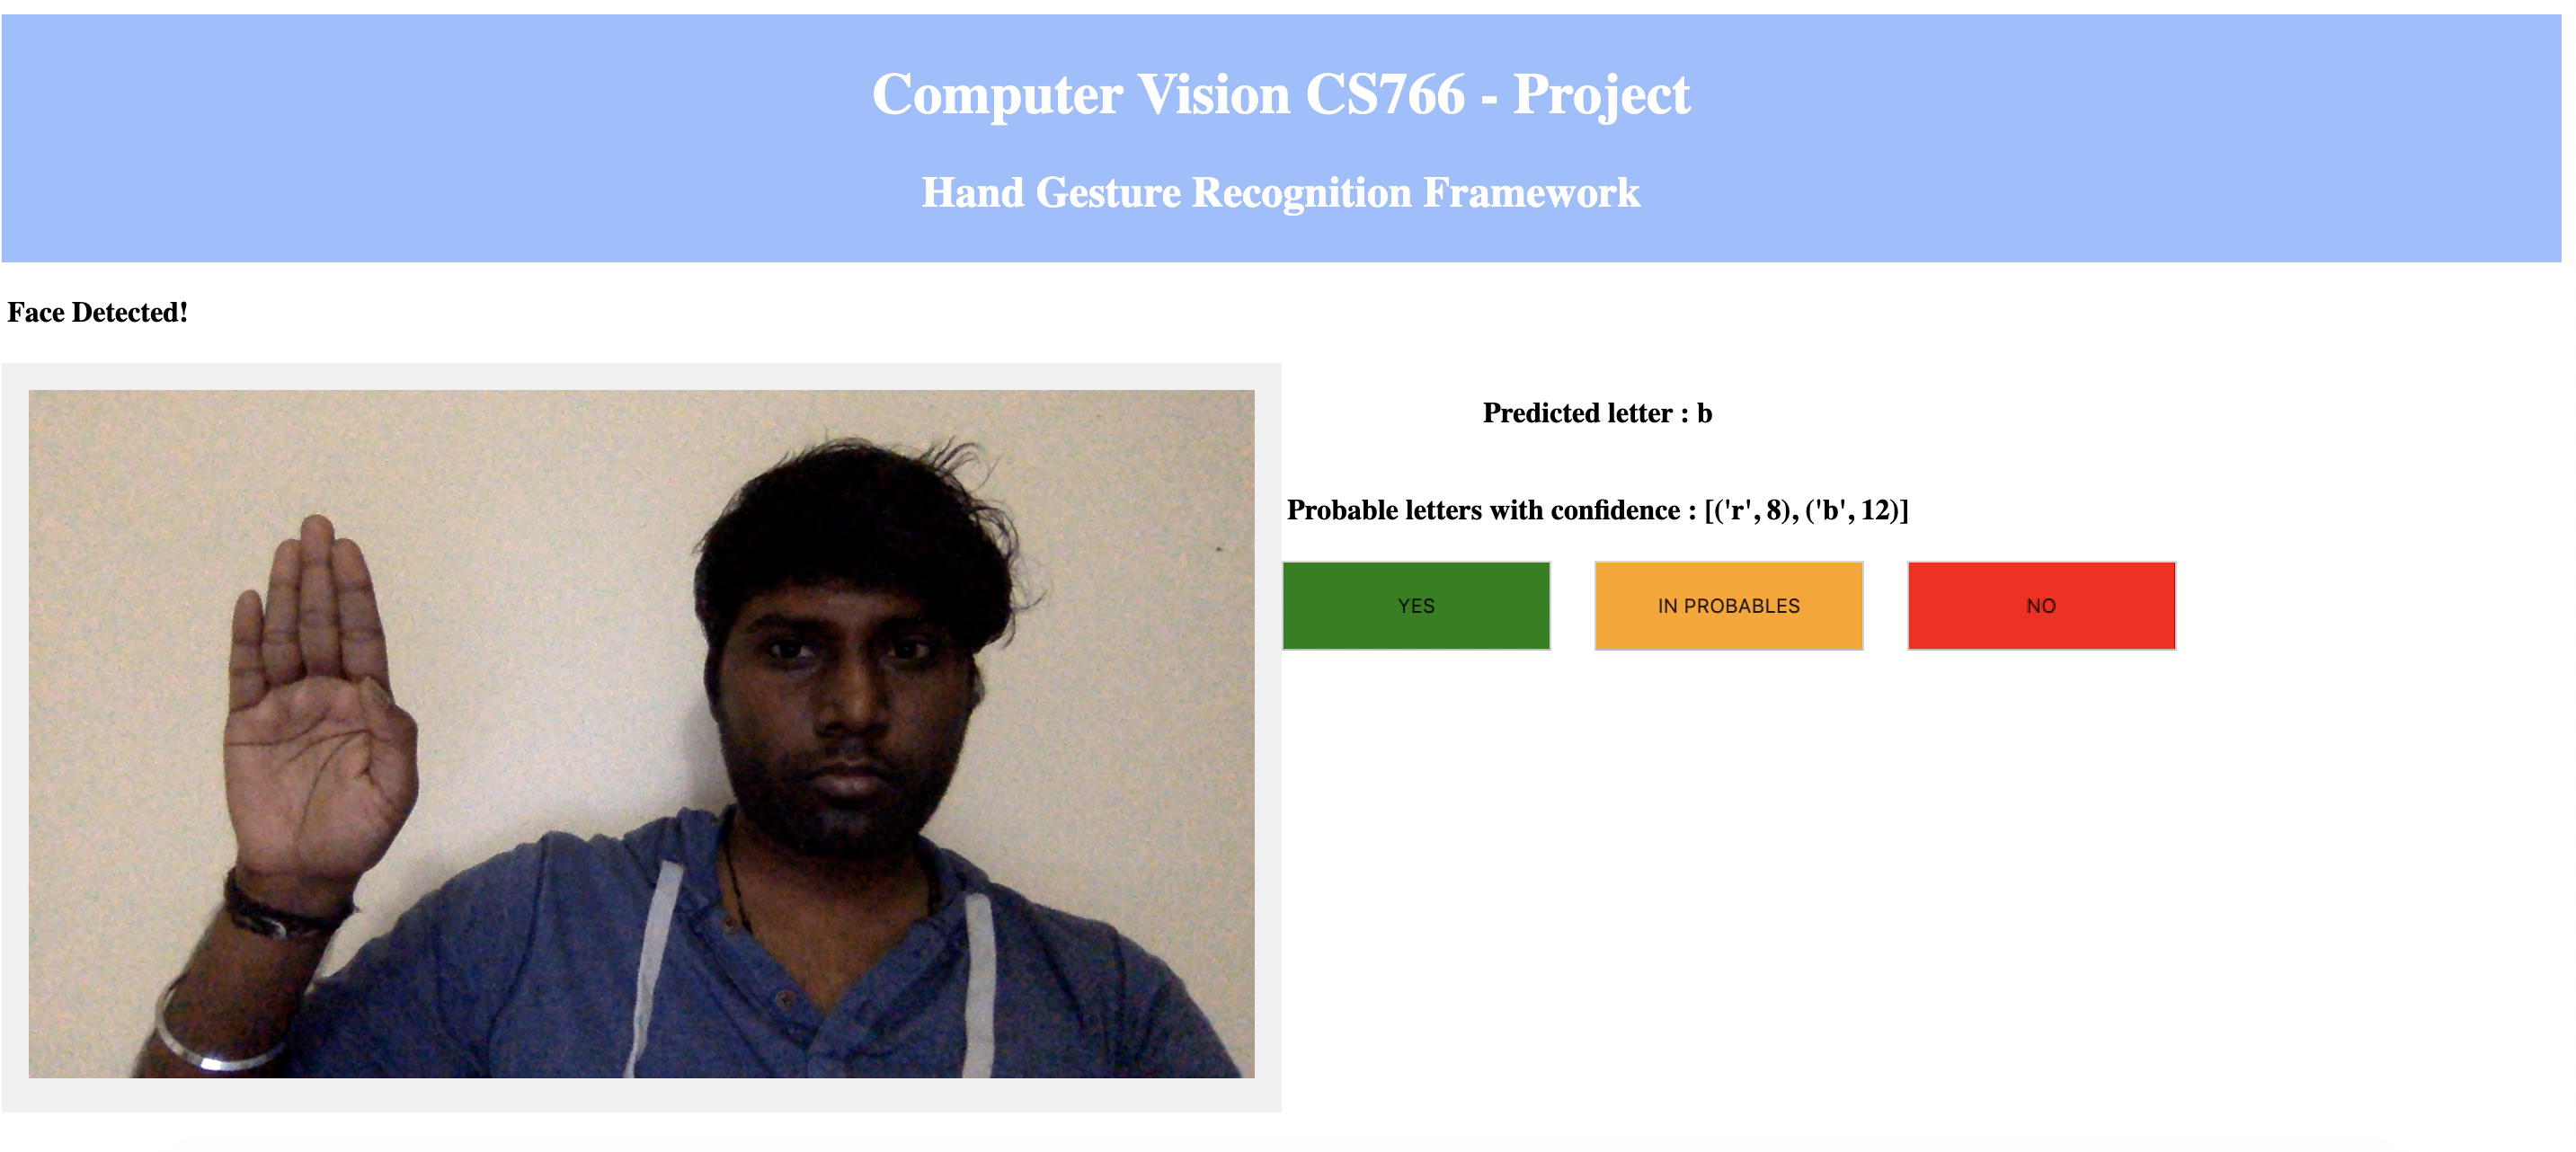 Computer Vision CS766 - Project
Hand Gesture Recognition Framework
Face Detected!
Predicted letter : b
Probable letters with confidence : [('r', 8), ('b', 12)]
YES
IN PROBABLES
NO